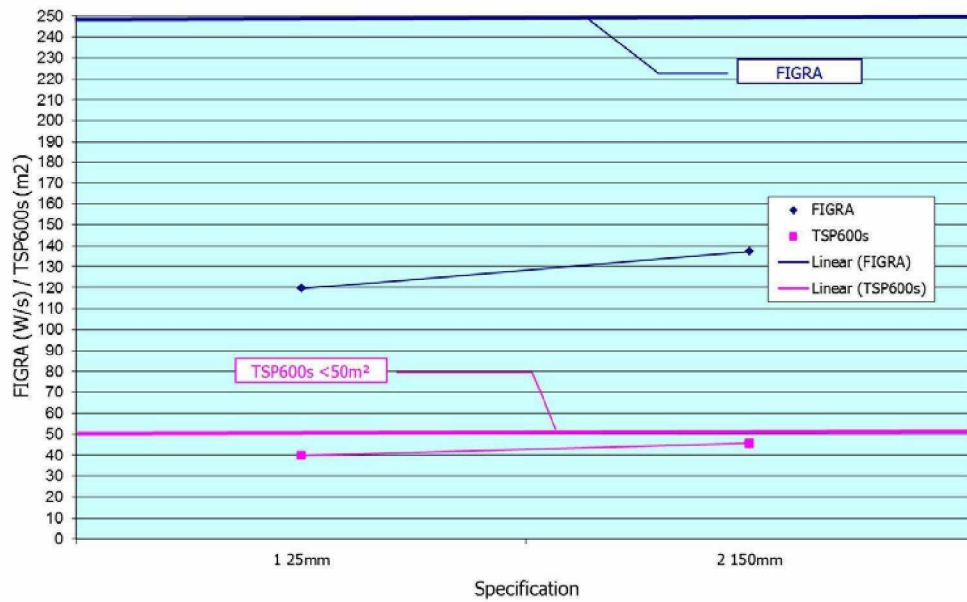 250
240
230
220
210
200
190
180
170
160
150
140
130
120
110
100
90
80
70
60
50
40
30
20
10
0
FIGRA (W/s) / TSP600s (m2)
FIGRA
FIGRA
TSP600s
Linear (FIGRA)
Linear (TSP600s)
TSP600s <50m²
1 25mm
2 150mm
Specification